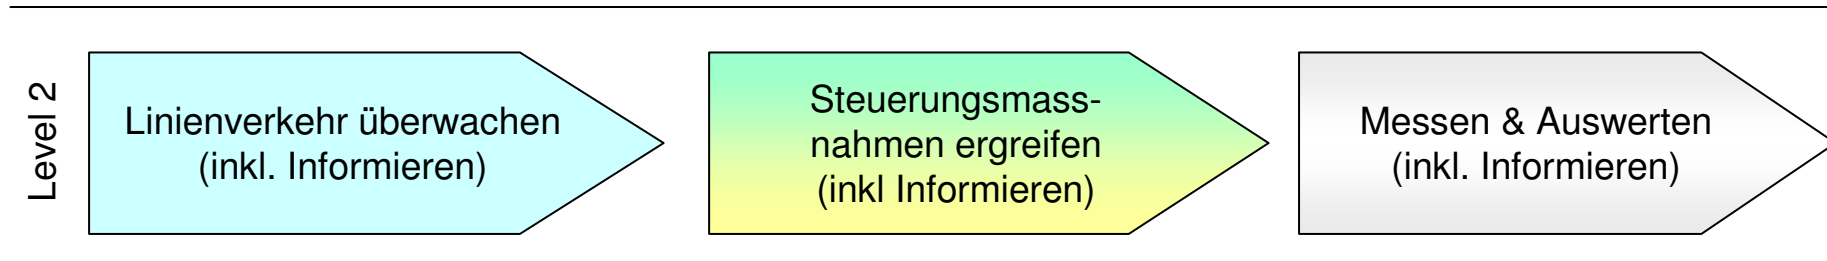 Level 2
Linienverkehr überwachen
(inkl. Informieren)
Steuerungsmass-
nahmen ergreifen
(inkl Informieren)
Messen & Auswerten
(inkl. Informieren)